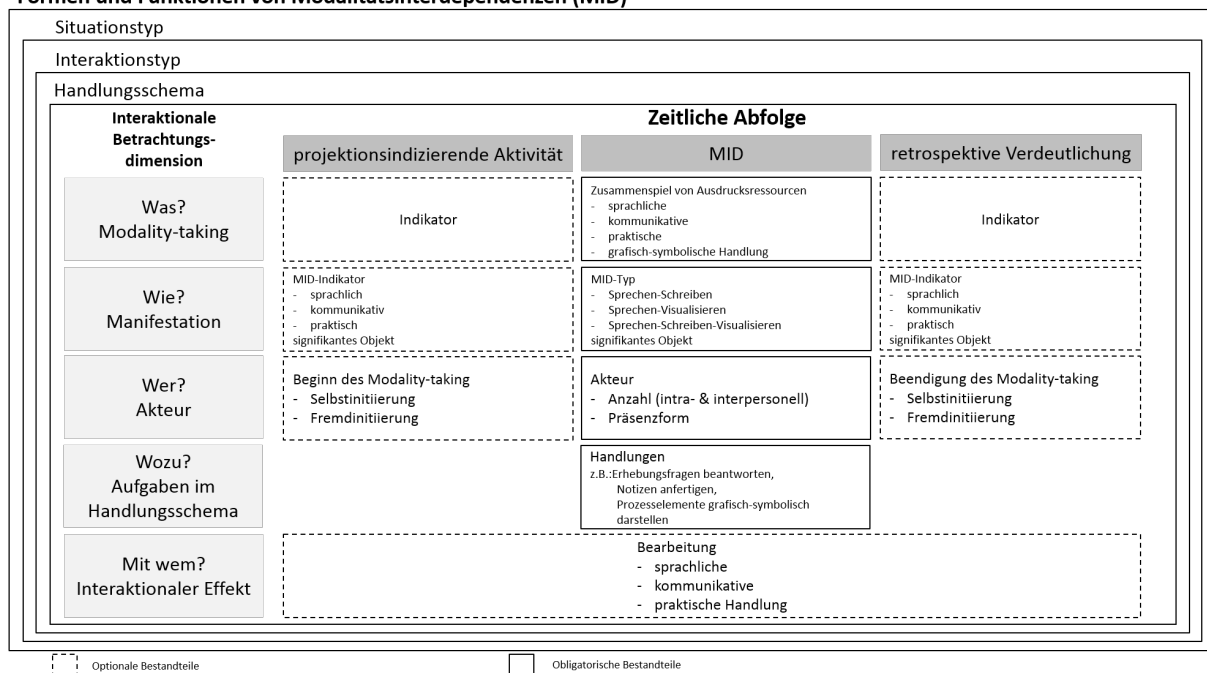 Formen und Funktionen von Modalitätsinterdependenzen (MID)
Situationstyp
Interaktionstyp
Handlungsschema
Interaktionale
Betrachtungs-
dimension
Zeitliche Abfolge
projektionsindizierende Aktivität
MID
retrospektive Verdeutlichung
Was?
Modality-taking
Indikator
Zusammenspiel von Ausdrucksressourcen
- sprachliche
- kommunikative
- praktische
- grafisch-symbolische Handlung
Indikator
Wie?
Manifestation
MID-Indikator
- sprachlich
- kommunikativ
- praktisch
signifikantes Objekt
MID-Typ
- Sprechen-Schreiben
- Sprechen-Visualisieren
- Sprechen-Schreiben-Visualisieren
signifikantes Objekt
MID-Indikator
- sprachlich
- kommunikativ
- praktisch
signifikantes Objekt
Wer?
Akteur
Beginn des Modality-taking
- Selbstinitiierung
- Fremdinitiierung
Akteur
- Anzahl (intra- & interpersonell)
- Präsenzform
Beendigung des Modality-taking
- Selbstinitiierung
- Fremdinitiierung
Wozu?
Aufgaben im
Handlungsschema
Handlungen
z.B.:Erhebungsfragen beantworten,
Notizen anfertigen,
Prozesselemente grafisch-symbolisch
darstellen
Mit wem?
Interaktionaler Effekt
Bearbeitung
- sprachliche
- kommunikative
- praktische Handlung
Optionale Bestandteile
Obligatorische Bestandteile